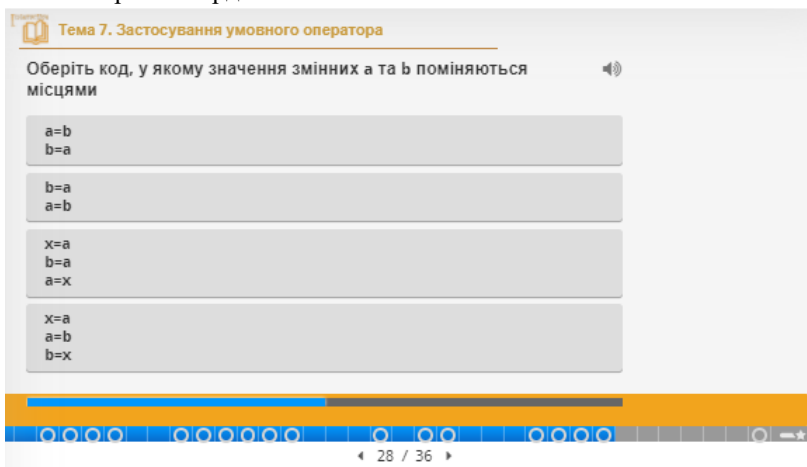 Тема 7. Застосування умовного оператора
Оберіть код, у якому значення змінних a та b поміняються
місцями
a=b
b=a
b=a
a=b
x=a
b=a
a=x
x=a
a=b
b=x
28 / 36